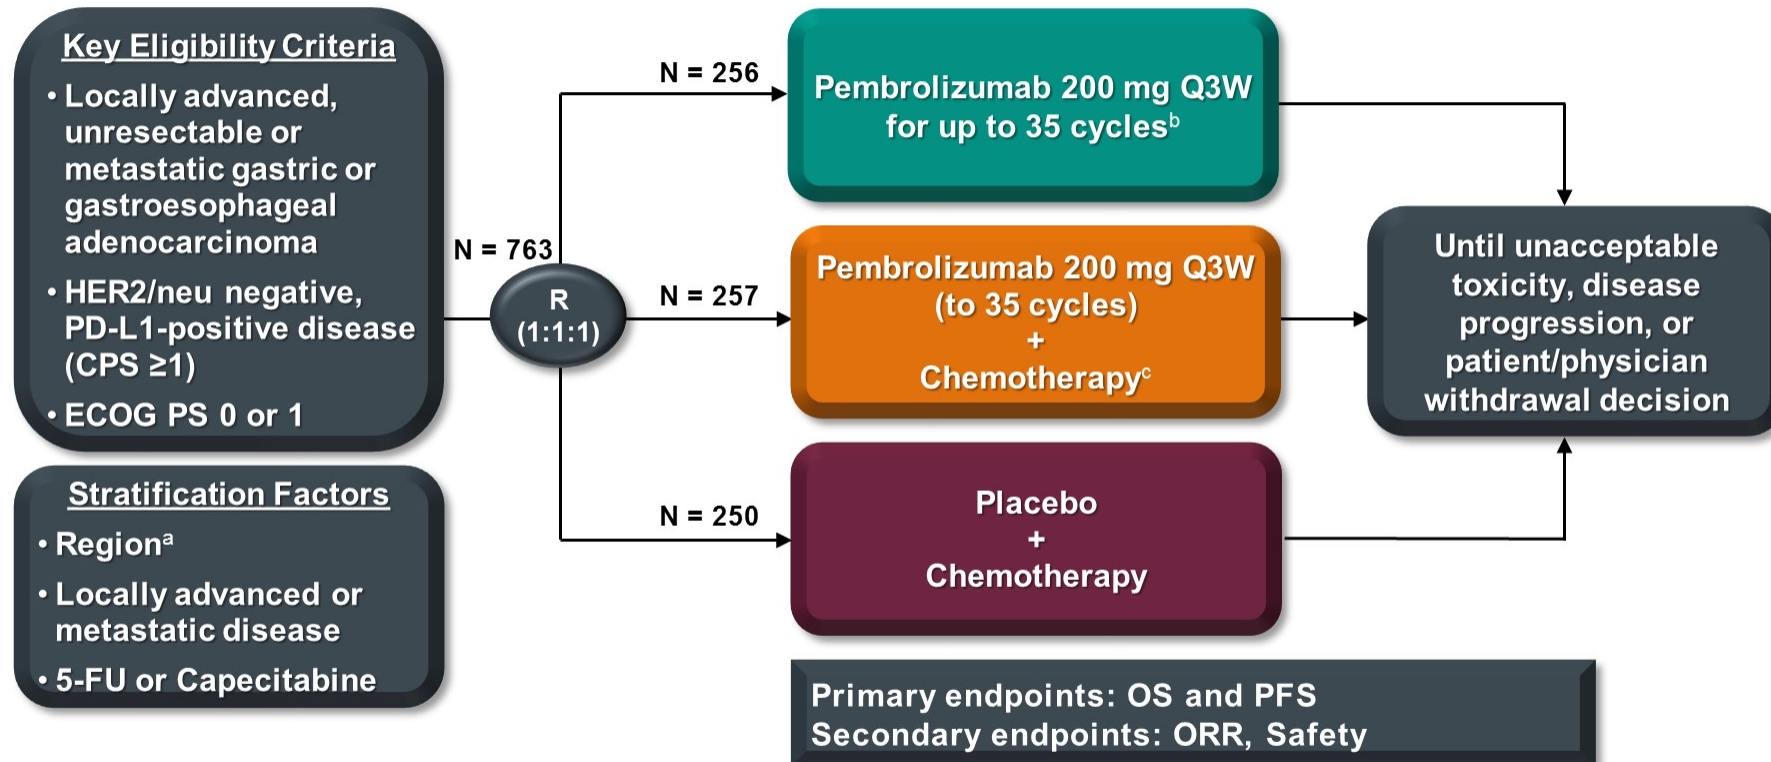 Key Eligibility Criteria
• Locally advanced,
unresectable or
metastatic gastric or
gastroesophageal
adenocarcinoma
• HER2/neu negative,
PD-L1-positive disease
(CPS ≥1)
• ECOG PS 0 or 1
Stratification Factors
• Regionᵃ
• Locally advanced or
metastatic disease
• 5-FU or Capecitabine
N = 763
R
(1:1:1)
N = 256
Pembrolizumab 200 mg Q3W
for up to 35 cyclesᵇ
N = 257
Pembrolizumab 200 mg Q3W
(to 35 cycles)
+
Chemotherapyᶜ
N = 250
Placebo
+
Chemotherapy
Until unacceptable
toxicity, disease
progression, or
patient/physician
withdrawal decision
Primary endpoints: OS and PFS
Secondary endpoints: ORR, Safety